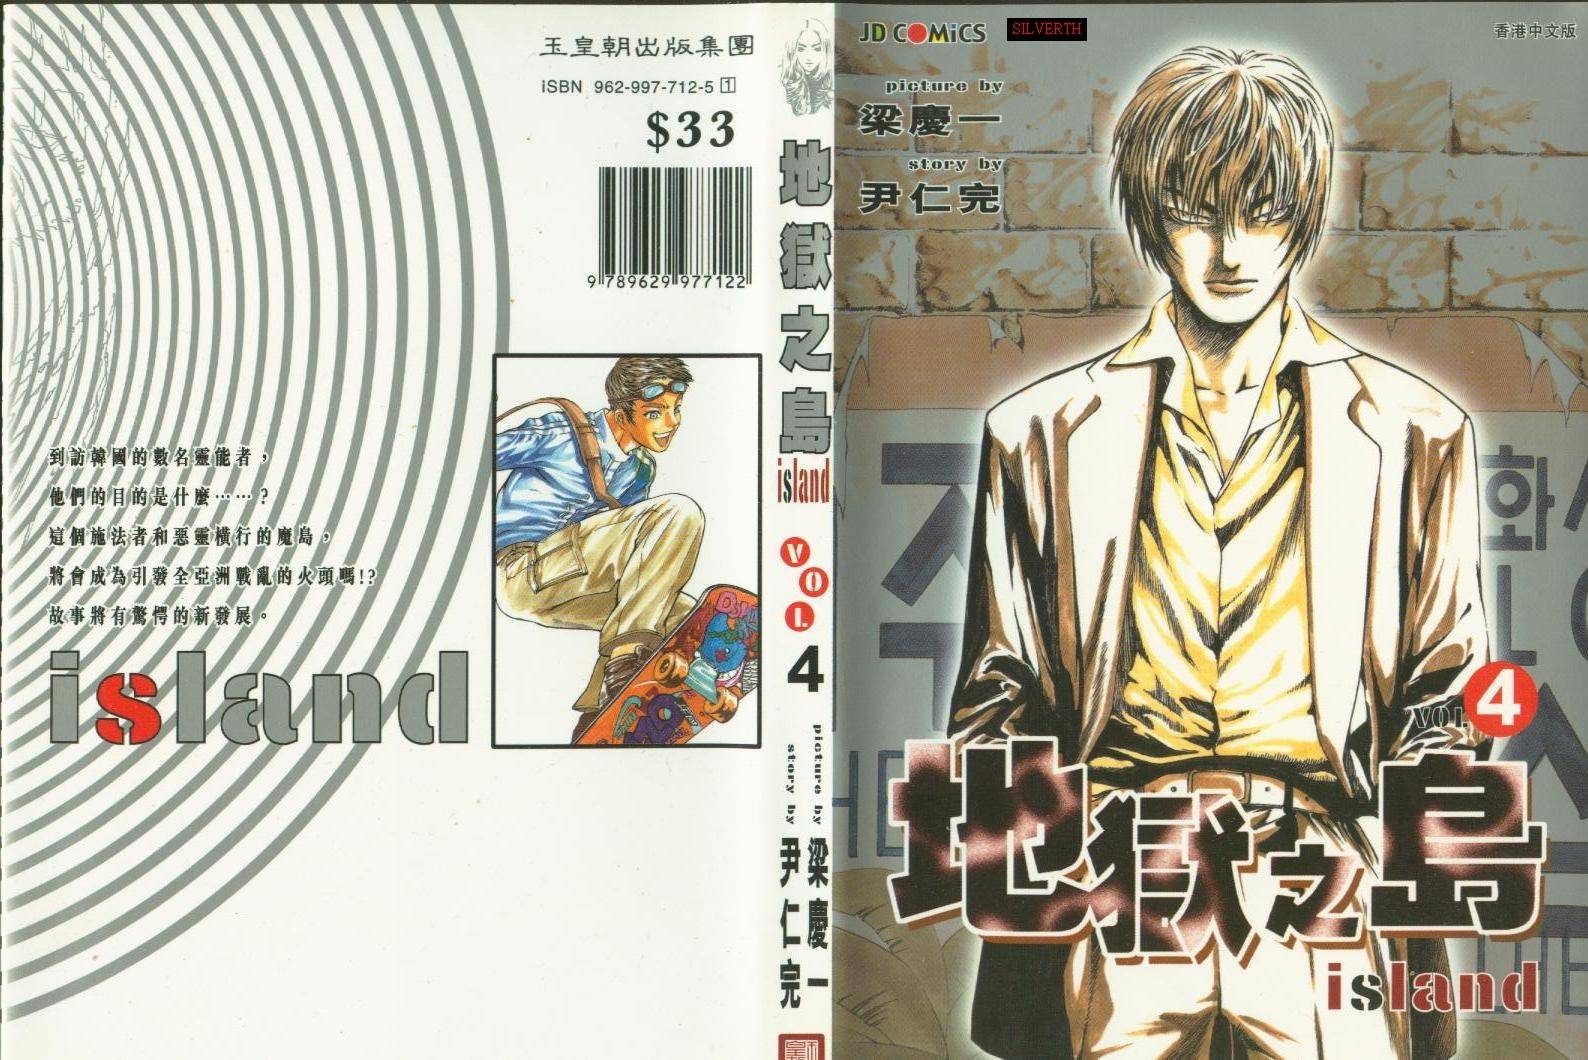 玉皇朝出版集團
ISBN 962-997-712-5 1
$33
9 789629 977122
到訪韓國的數名靈能者，
他們的目的是什麼……？
這個施法者和惡靈橫行的魔島，
將會成為引發全亞洲戰亂的火頭嗎!?
故事將有驚愕的新發展。
island
地獄之島
island
VOL.
4
picture by 梁慶一
story by 尹仁完
JD COMiCS
SILVERTH
香港中文版
picture by
梁慶一
story by
尹仁完
화
VOL.4
地獄之島
island